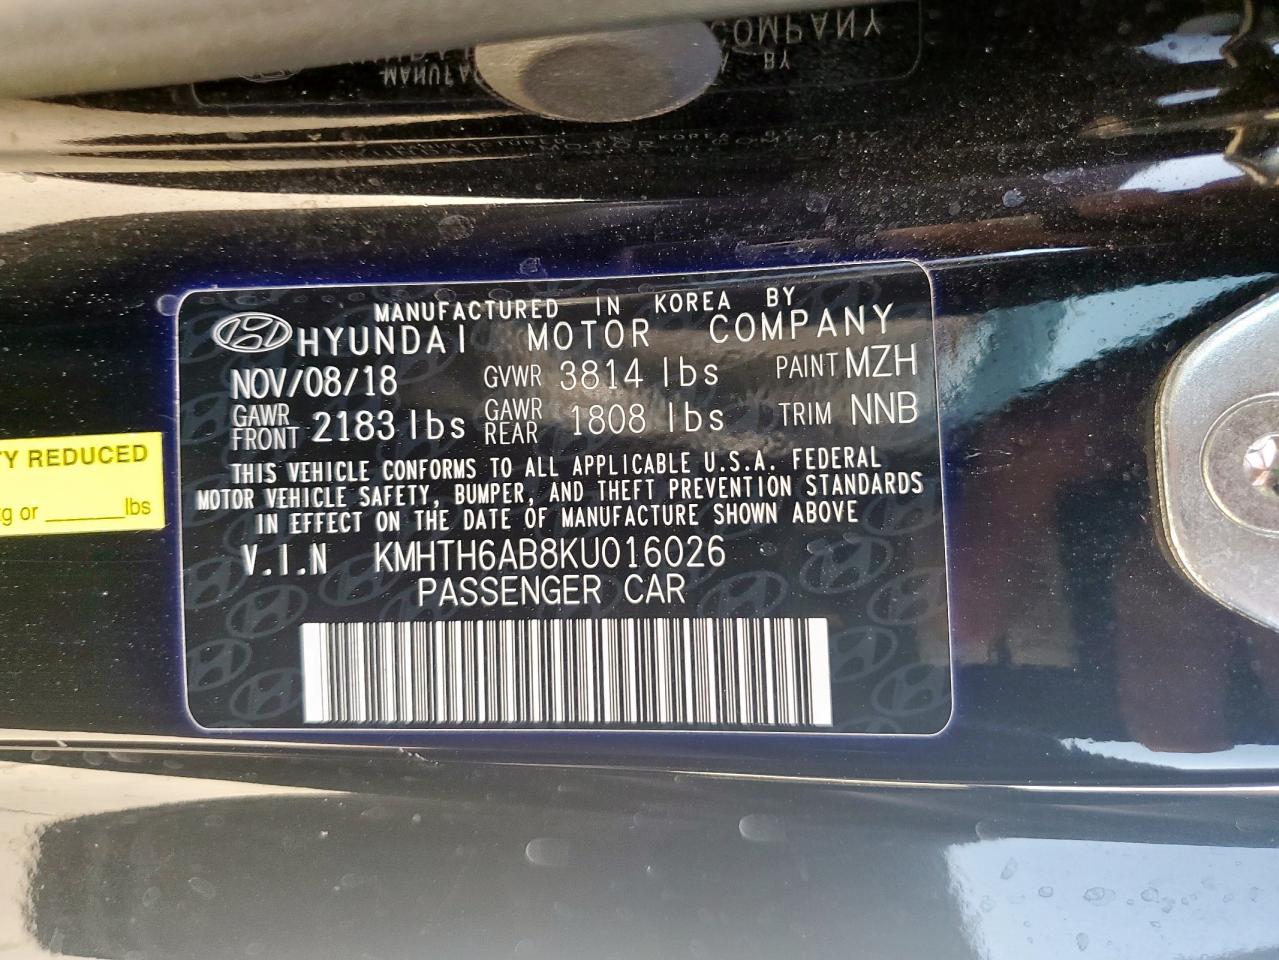 MANUFACTURED IN KOREA BY
HYUNDAI MOTOR COMPANY
NOV/08/18 GVWR 3814 lbs PAINT MZH
GAWR FRONT 2183 lbs GAWR REAR 1808 lbs TRIM NNB
THIS VEHICLE CONFORMS TO ALL APPLICABLE U.S.A. FEDERAL
MOTOR VEHICLE SAFETY, BUMPER, AND THEFT PREVENTION STANDARDS
IN EFFECT ON THE DATE OF MANUFACTURE SHOWN ABOVE
V.I.N KMHTH6AB8KU016026
PASSENGER CAR
REDUCED
or ______ lbs